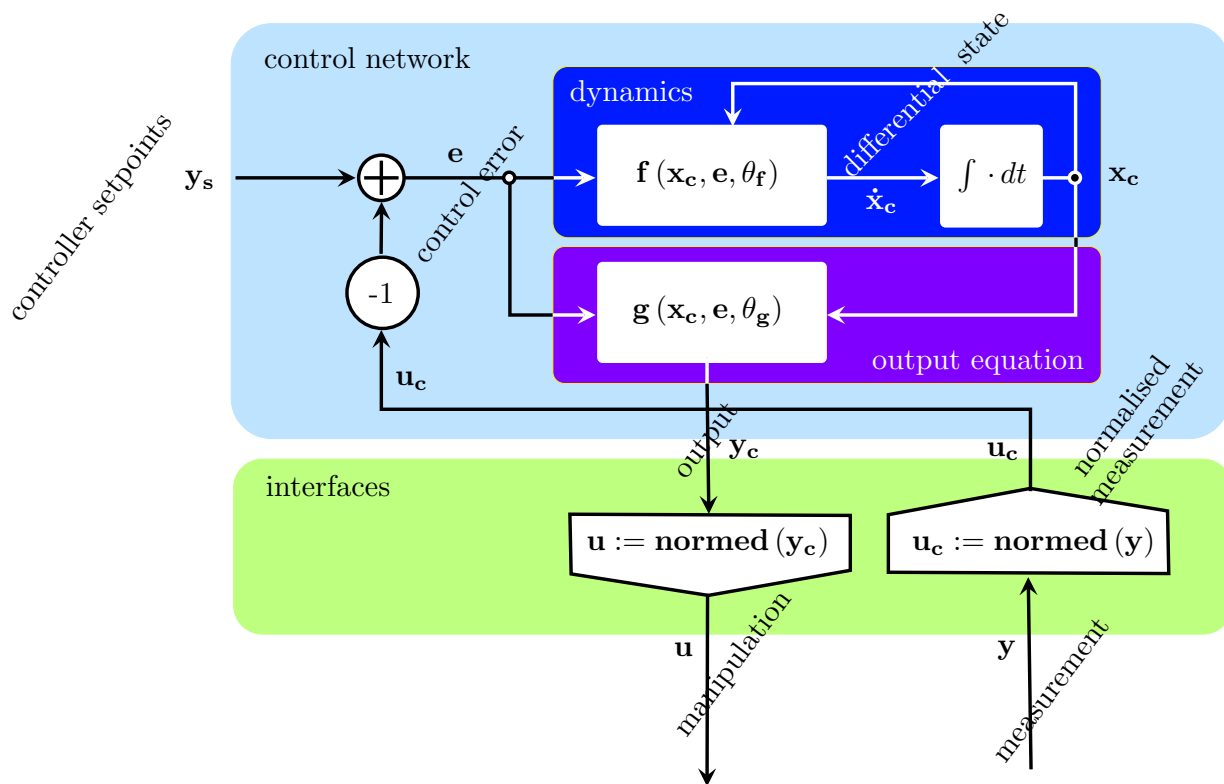 control network
dynamics
differential state
controller setpoints
y_s
e
control error
f (x_c, e, θ_f)
ẋ_c
∫ · dt
x_c
-1
g (x_c, e, θ_g)
output equation
u_c
output
y_c
u_c
normalised
measurement
interfaces
u := normed (y_c)
u_c := normed (y)
u
manipulation
y
measurement